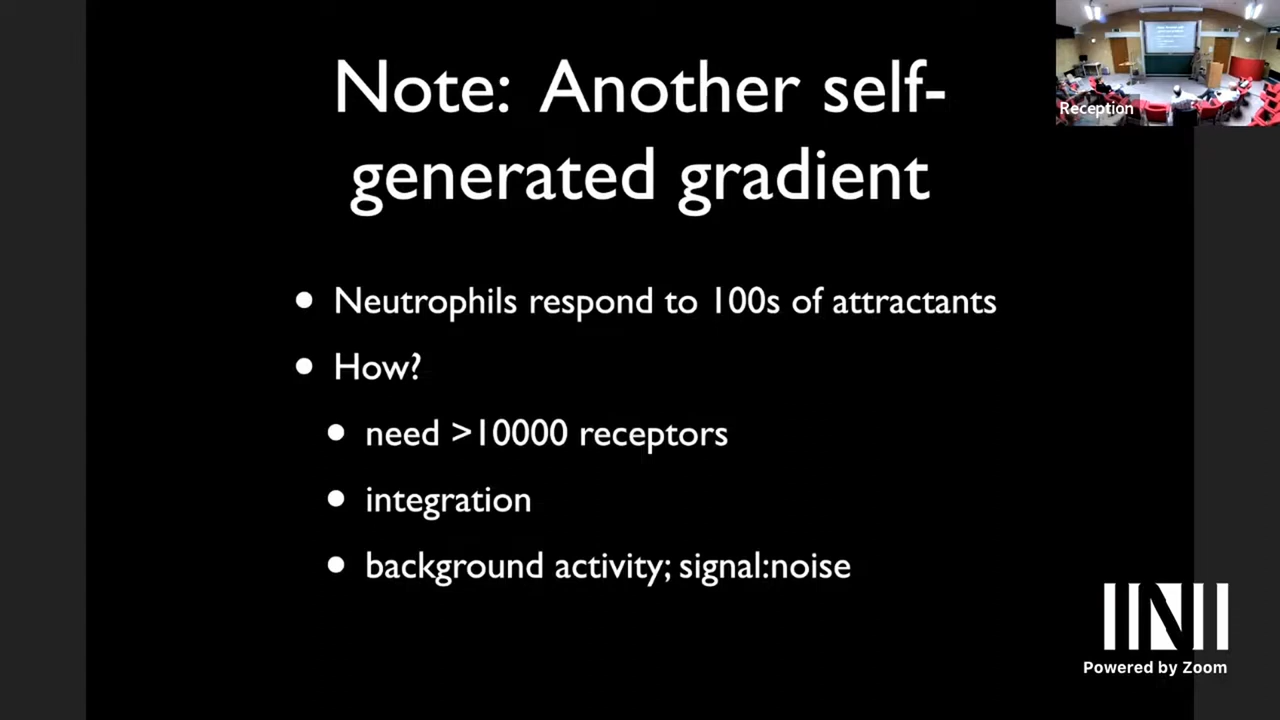 Note: Another self-
generated gradient
Reception
• Neutrophils respond to 100s of attractants
• How?
• need >10000 receptors
• integration
• background activity; signal:noise
INI
Powered by Zoom